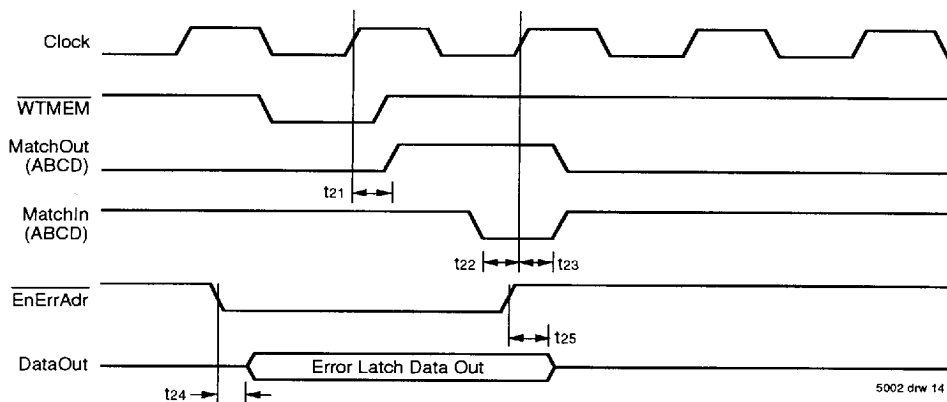 Clock
WTMEM
MatchOut
(ABCD)
t21
MatchIn
(ABCD)
t22
t23
EnErrAdr
t25
DataOut
Error Latch Data Out
t24
5002 drw 14